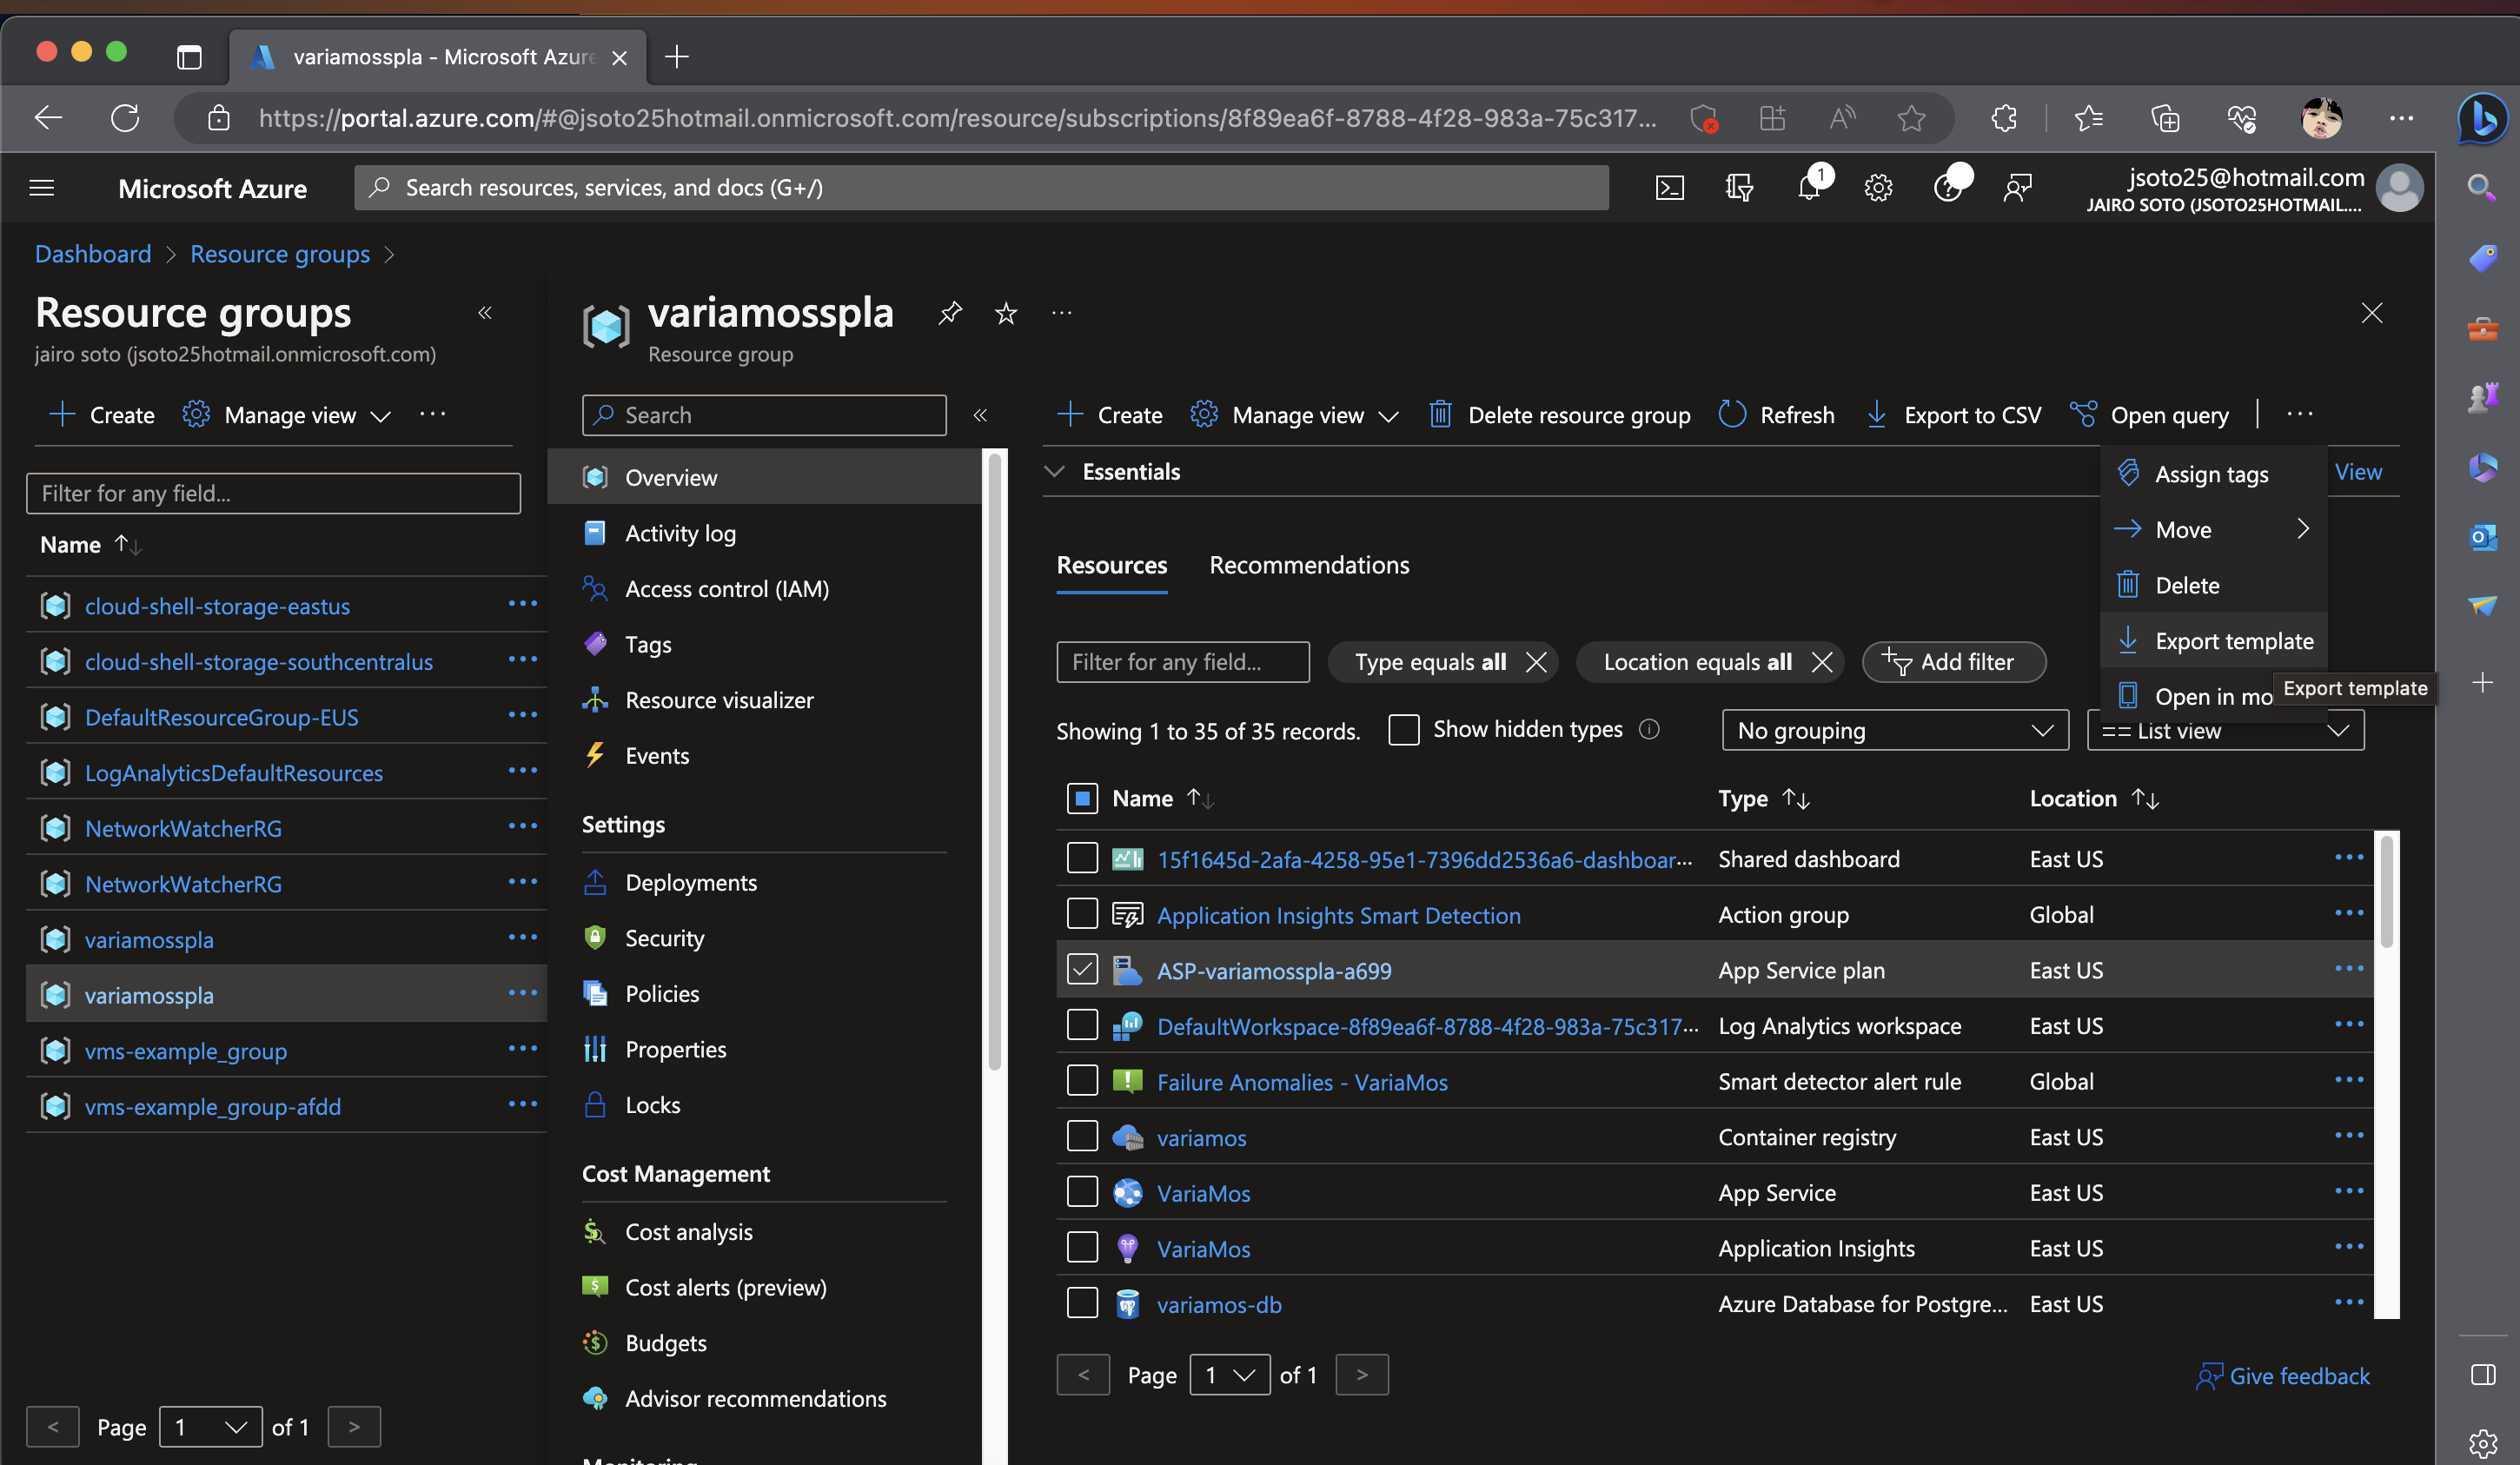 variamosspla - Microsoft Azure
https://portal.azure.com/#@jsoto25hotmail.onmicrosoft.com/resource/subscriptions/8f89ea6f-8788-4f28-983a-75c317...
Microsoft Azure
Search resources, services, and docs (G+/)
1
jsoto25@hotmail.com
JAIRO SOTO (JSOTO25HOTMAIL....
Dashboard > Resource groups >
Resource groups
jairo soto (jsoto25hotmail.onmicrosoft.com)
Create
Manage view
Filter for any field...
Name
cloud-shell-storage-eastus
cloud-shell-storage-southcentralus
DefaultResourceGroup-EUS
LogAnalyticsDefaultResources
NetworkWatcherRG
NetworkWatcherRG
variamosspla
variamosspla
vms-example_group
vms-example_group-afdd
< Page 1 of 1 >
variamosspla
Resource group
Search
Overview
Activity log
Access control (IAM)
Tags
Resource visualizer
Events
Settings
Deployments
Security
Policies
Properties
Locks
Cost Management
Cost analysis
Cost alerts (preview)
Budgets
Advisor recommendations
Monitoring
Create
Manage view
Delete resource group
Refresh
Export to CSV
Open query
Essentials
View
Assign tags
Move
Delete
Export template
Open in mo
Export template
Resources
Recommendations
Filter for any field...
Type equals all
Location equals all
Add filter
Showing 1 to 35 of 35 records.
Show hidden types
No grouping
List view
Name Type Location
15f1645d-2afa-4258-95e1-7396dd2536a6-dashboar... Shared dashboard East US
Application Insights Smart Detection Action group Global
ASP-variamosspla-a699 App Service plan East US
DefaultWorkspace-8f89ea6f-8788-4f28-983a-75c317... Log Analytics workspace East US
Failure Anomalies - VariaMos Smart detector alert rule Global
variamos Container registry East US
VariaMos App Service East US
VariaMos Application Insights East US
variamos-db Azure Database for Postgre... East US
< Page 1 of 1 >
Give feedback